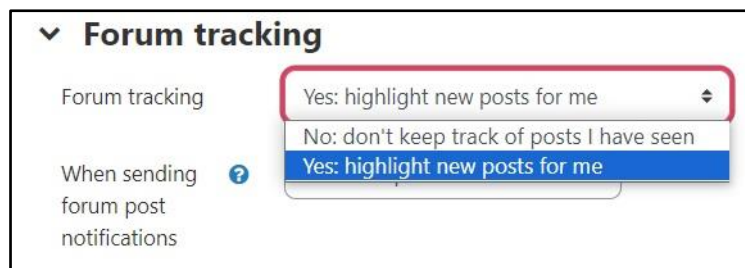 Forum tracking
Forum tracking
Yes: highlight new posts for me
No: don't keep track of posts I have seen
Yes: highlight new posts for me
When sending
forum post
notifications